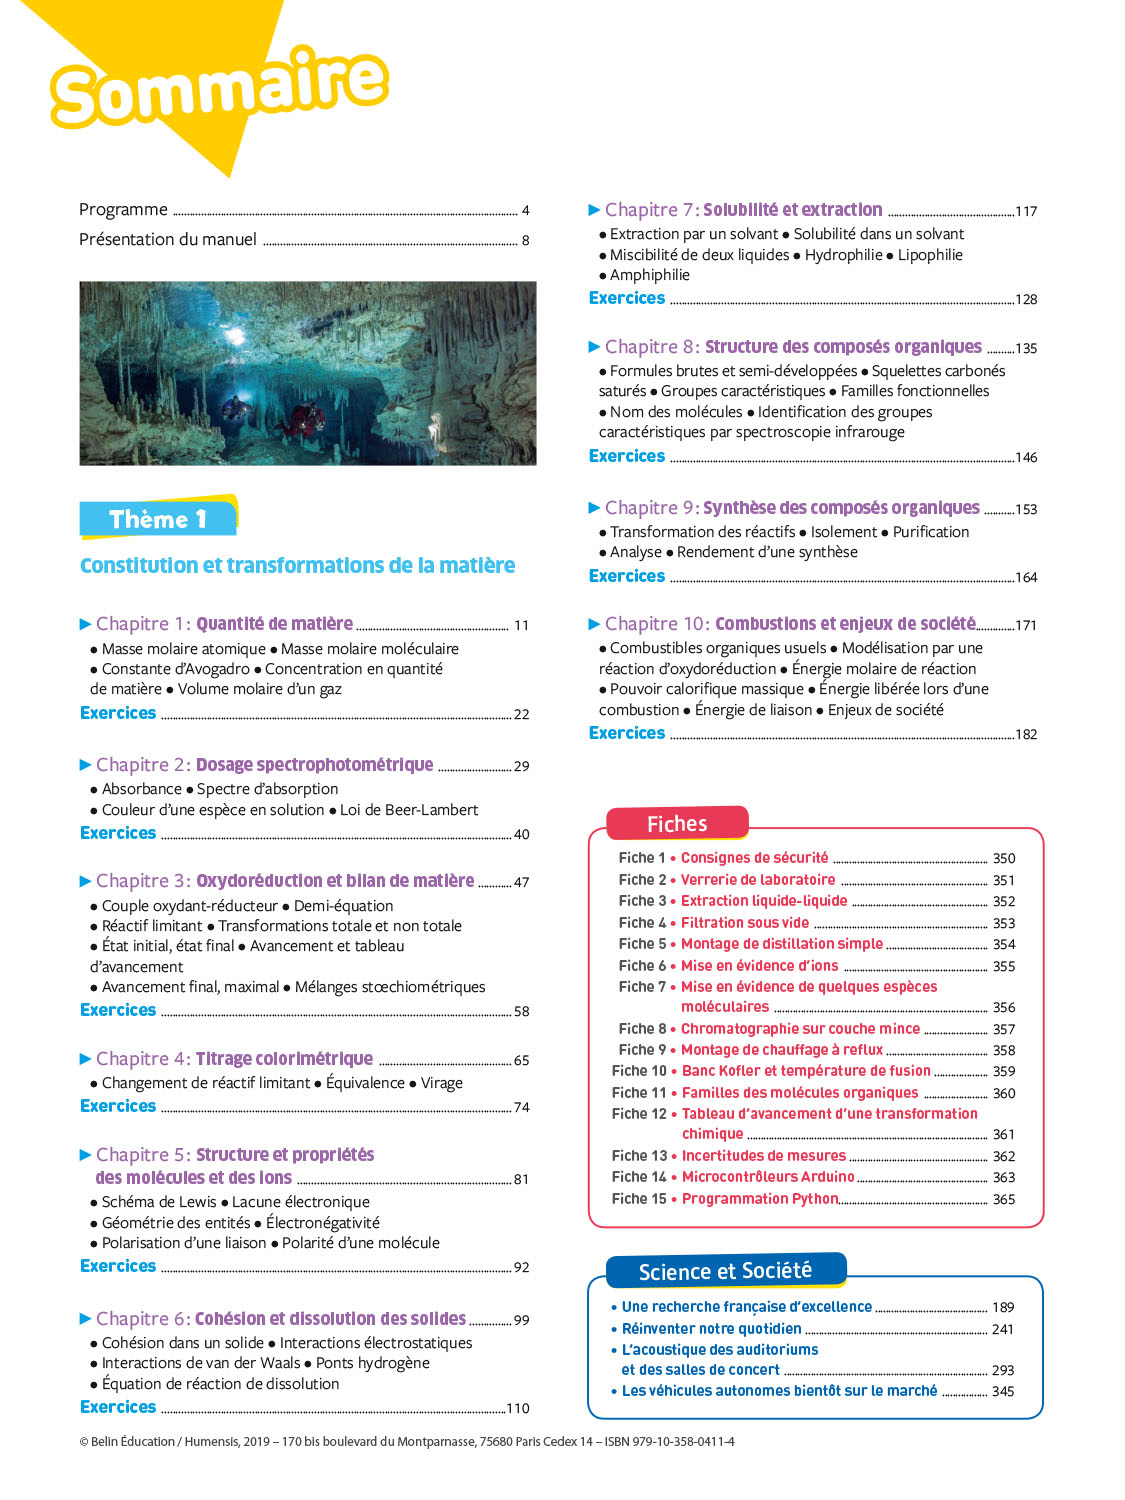 Sommaire
Programme ... 4
Présentation du manuel ... 8
Thème 1
Constitution et transformations de la matière
▶ Chapitre 1 : Quantité de matière ... 11
● Masse molaire atomique ● Masse molaire moléculaire
● Constante d’Avogadro ● Concentration en quantité
de matière ● Volume molaire d’un gaz
Exercices ... 22
▶ Chapitre 2 : Dosage spectrophotométrique ... 29
● Absorbance ● Spectre d’absorption
● Couleur d’une espèce en solution ● Loi de Beer-Lambert
Exercices ... 40
▶ Chapitre 3 : Oxydoréduction et bilan de matière ... 47
● Couple oxydant-réducteur ● Demi-équation
● Réactif limitant ● Transformations totale et non totale
● État initial, état final ● Avancement et tableau
d’avancement
● Avancement final, maximal ● Mélanges stœchiométriques
Exercices ... 58
▶ Chapitre 4 : Titrage colorimétrique ... 65
● Changement de réactif limitant ● Équivalence ● Virage
Exercices ... 74
▶ Chapitre 5 : Structure et propriétés
des molécules et des ions ... 81
● Schéma de Lewis ● Lacune électronique
● Géométrie des entités ● Électronégativité
● Polarisation d’une liaison ● Polarité d’une molécule
Exercices ... 92
▶ Chapitre 6 : Cohésion et dissolution des solides ... 99
● Cohésion dans un solide ● Interactions électrostatiques
● Interactions de van der Waals ● Ponts hydrogène
● Équation de réaction de dissolution
Exercices ... 110
▶ Chapitre 7 : Solubilité et extraction ... 117
● Extraction par un solvant ● Solubilité dans un solvant
● Miscibilité de deux liquides ● Hydrophilie ● Lipophilie
● Amphiphilie
Exercices ... 128
▶ Chapitre 8 : Structure des composés organiques ... 135
● Formules brutes et semi-développées ● Squelettes carbonés
saturés ● Groupes caractéristiques ● Familles fonctionnelles
● Nom des molécules ● Identification des groupes
caractéristiques par spectroscopie infrarouge
Exercices ... 146
▶ Chapitre 9 : Synthèse des composés organiques ... 153
● Transformation des réactifs ● Isolement ● Purification
● Analyse ● Rendement d’une synthèse
Exercices ... 164
▶ Chapitre 10 : Combustions et enjeux de société ... 171
● Combustibles organiques usuels ● Modélisation par une
réaction d’oxydoréduction ● Énergie molaire de réaction
● Pouvoir calorifique massique ● Énergie libérée lors d’une
combustion ● Énergie de liaison ● Enjeux de société
Exercices ... 182
Fiches
Fiche 1 • Consignes de sécurité ... 350
Fiche 2 • Verrerie de laboratoire ... 351
Fiche 3 • Extraction liquide-liquide ... 352
Fiche 4 • Filtration sous vide ... 353
Fiche 5 • Montage de distillation simple ... 354
Fiche 6 • Mise en évidence d’ions ... 355
Fiche 7 • Mise en évidence de quelques espèces
moléculaires ... 356
Fiche 8 • Chromatographie sur couche mince ... 357
Fiche 9 • Montage de chauffage à reflux ... 358
Fiche 10 • Banc Kofler et température de fusion ... 359
Fiche 11 • Familles des molécules organiques ... 360
Fiche 12 • Tableau d’avancement d’une transformation
chimique ... 361
Fiche 13 • Incertitudes de mesures ... 362
Fiche 14 • Microcontrôleurs Arduino ... 363
Fiche 15 • Programmation Python ... 365
Science et Société
• Une recherche française d’excellence ... 189
• Réinventer notre quotidien ... 241
• L’acoustique des auditoriums
et des salles de concert ... 293
• Les véhicules autonomes bientôt sur le marché ... 345
© Belin Éducation / Humensis, 2019 – 170 bis boulevard du Montparnasse, 75680 Paris Cedex 14 – ISBN 979-10-358-0411-4